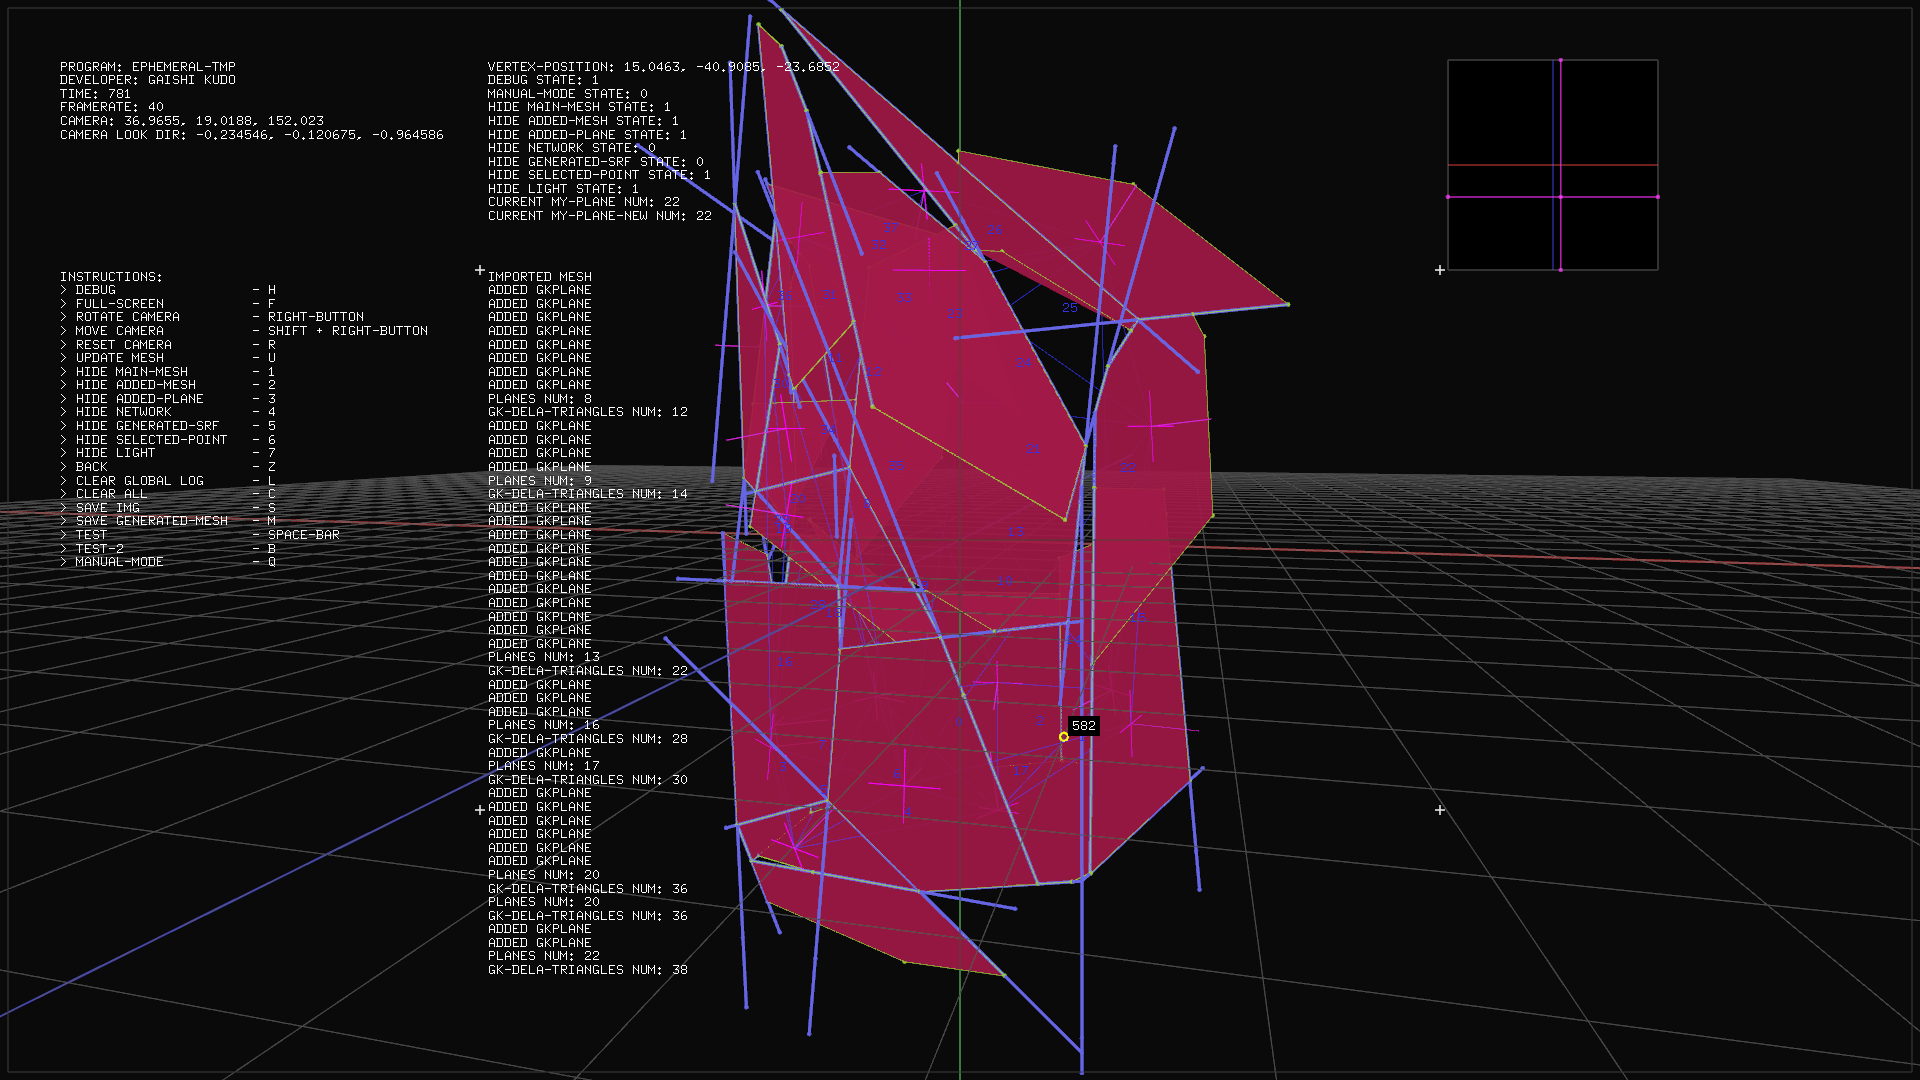 PROGRAM: EPHEMERAL-TMP
DEVELOPER: GAISHI KUDO
TIME: 781
FRAMERATE: 40
CAMERA: 36.9655, 19.0188, 152.023
CAMERA LOOK DIR: -0.234546, -0.120675, -0.964586
VERTEX-POSITION: 15.0463, -40.9085, -23.6852
DEBUG STATE: 1
MANUAL-MODE STATE: 0
HIDE MAIN-MESH STATE: 1
HIDE ADDED-MESH STATE: 1
HIDE ADDED-PLANE STATE: 1
HIDE NETWORK STATE: 0
HIDE GENERATED-SRF STATE: 0
HIDE SELECTED-POINT STATE: 1
HIDE LIGHT STATE: 1
CURRENT MY-PLANE NUM: 22
CURRENT MY-PLANE-NEW NUM: 22
INSTRUCTIONS:
> DEBUG - H
> FULL-SCREEN - F
> ROTATE CAMERA - RIGHT-BUTTON
> MOVE CAMERA - SHIFT + RIGHT-BUTTON
> RESET CAMERA - R
> UPDATE MESH - U
> HIDE MAIN-MESH - 1
> HIDE ADDED-MESH - 2
> HIDE ADDED-PLANE - 3
> HIDE NETWORK - 4
> HIDE GENERATED-SRF - 5
> HIDE SELECTED-POINT - 6
> HIDE LIGHT - 7
> BACK - Z
> CLEAR GLOBAL LOG - L
> CLEAR ALL - C
> SAVE IMG - S
> SAVE GENERATED-MESH - M
> TEST - SPACE-BAR
> TEST-2 - B
> MANUAL-MODE - Q
IMPORTED MESH
ADDED GKPLANE
ADDED GKPLANE
ADDED GKPLANE
ADDED GKPLANE
ADDED GKPLANE
ADDED GKPLANE
ADDED GKPLANE
ADDED GKPLANE
PLANES NUM: 8
GK-DELA-TRIANGLES NUM: 12
ADDED GKPLANE
ADDED GKPLANE
ADDED GKPLANE
ADDED GKPLANE
PLANES NUM: 9
GK-DELA-TRIANGLES NUM: 14
ADDED GKPLANE
ADDED GKPLANE
ADDED GKPLANE
ADDED GKPLANE
ADDED GKPLANE
ADDED GKPLANE
ADDED GKPLANE
ADDED GKPLANE
ADDED GKPLANE
ADDED GKPLANE
ADDED GKPLANE
PLANES NUM: 13
GK-DELA-TRIANGLES NUM: 22
ADDED GKPLANE
ADDED GKPLANE
ADDED GKPLANE
PLANES NUM: 16
GK-DELA-TRIANGLES NUM: 28
ADDED GKPLANE
PLANES NUM: 17
GK-DELA-TRIANGLES NUM: 30
ADDED GKPLANE
ADDED GKPLANE
ADDED GKPLANE
ADDED GKPLANE
ADDED GKPLANE
ADDED GKPLANE
PLANES NUM: 20
GK-DELA-TRIANGLES NUM: 36
PLANES NUM: 20
GK-DELA-TRIANGLES NUM: 36
ADDED GKPLANE
ADDED GKPLANE
PLANES NUM: 22
GK-DELA-TRIANGLES NUM: 38
25
582